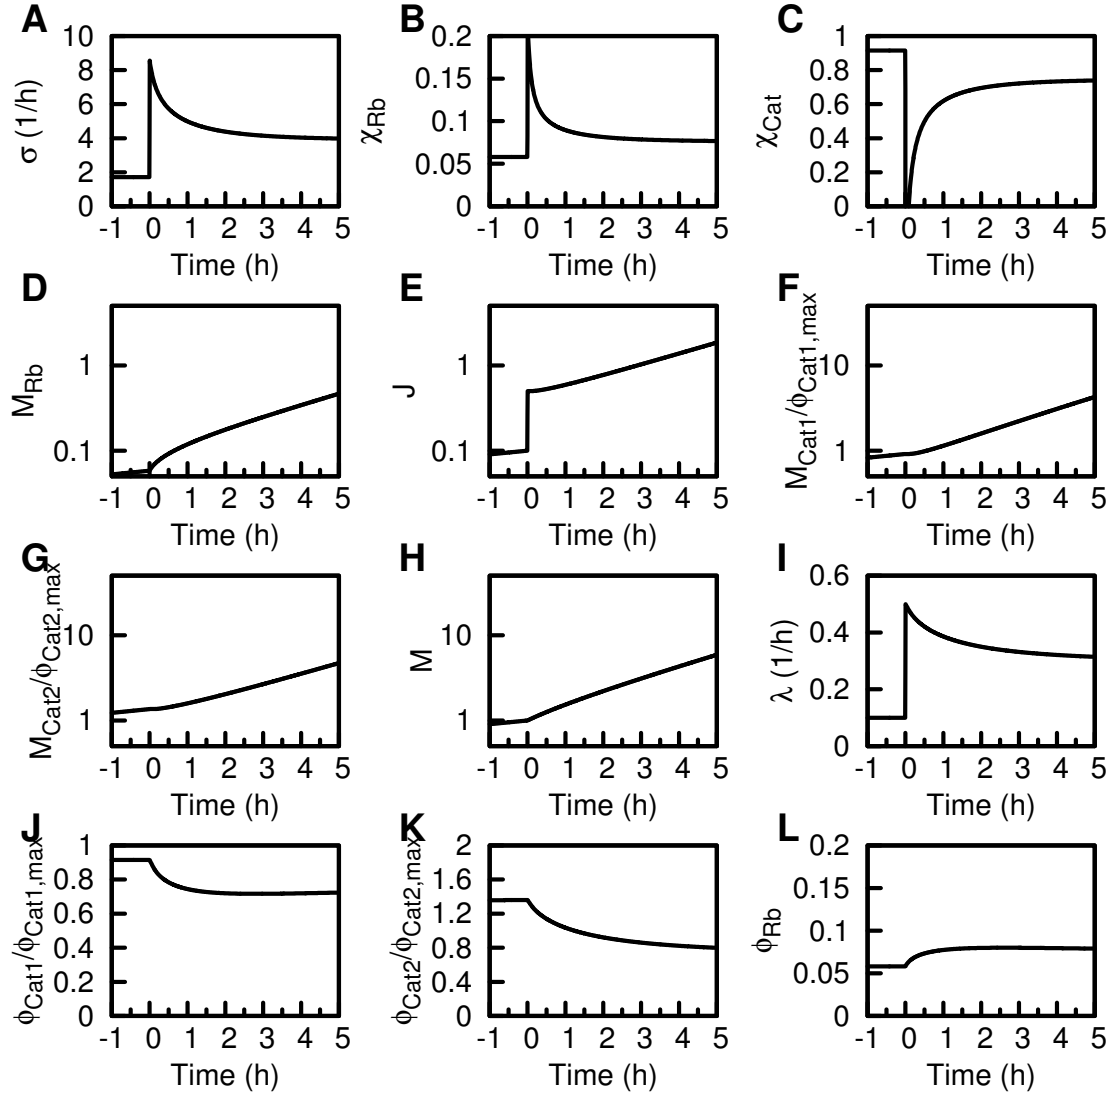 A
σ (1/h)
10
8
6
4
2
0
-1 0 1 2 3 4 5
Time (h)
B
χRb
0.2
0.15
0.1
0.05
0
-1 0 1 2 3 4 5
Time (h)
C
χCat
1
0.8
0.6
0.4
0.2
0
-1 0 1 2 3 4 5
Time (h)
D
MRb
1
0.1
-1 0 1 2 3 4 5
Time (h)
E
J
1
0.1
-1 0 1 2 3 4 5
Time (h)
F
MCat1/ϕCat1,max
10
1
-1 0 1 2 3 4 5
Time (h)
G
MCat2/ϕCat2,max
10
1
-1 0 1 2 3 4 5
Time (h)
H
M
10
1
-1 0 1 2 3 4 5
Time (h)
I
λ (1/h)
0.6
0.4
0.2
0
-1 0 1 2 3 4 5
Time (h)
J
ϕCat1/ϕCat1,max
1
0.8
0.6
0.4
0.2
0
-1 0 1 2 3 4 5
Time (h)
K
ϕCat2/ϕCat2,max
2
1.6
1.2
0.8
0.4
0
-1 0 1 2 3 4 5
Time (h)
L
ϕRb
0.2
0.15
0.1
0.05
0
-1 0 1 2 3 4 5
Time (h)